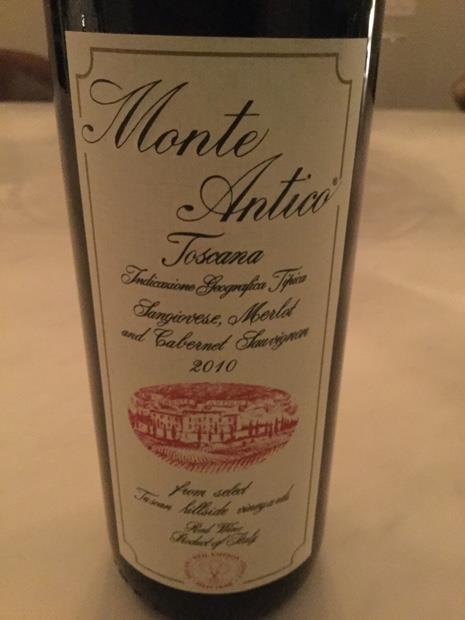 Monte
Antico®
Toscana
Indicazione Geografica Tipica
Sangiovese, Merlot
and Cabernet Sauvignon
2010
from select
Tuscan hillside vineyards
Red Wine
Product of Italy